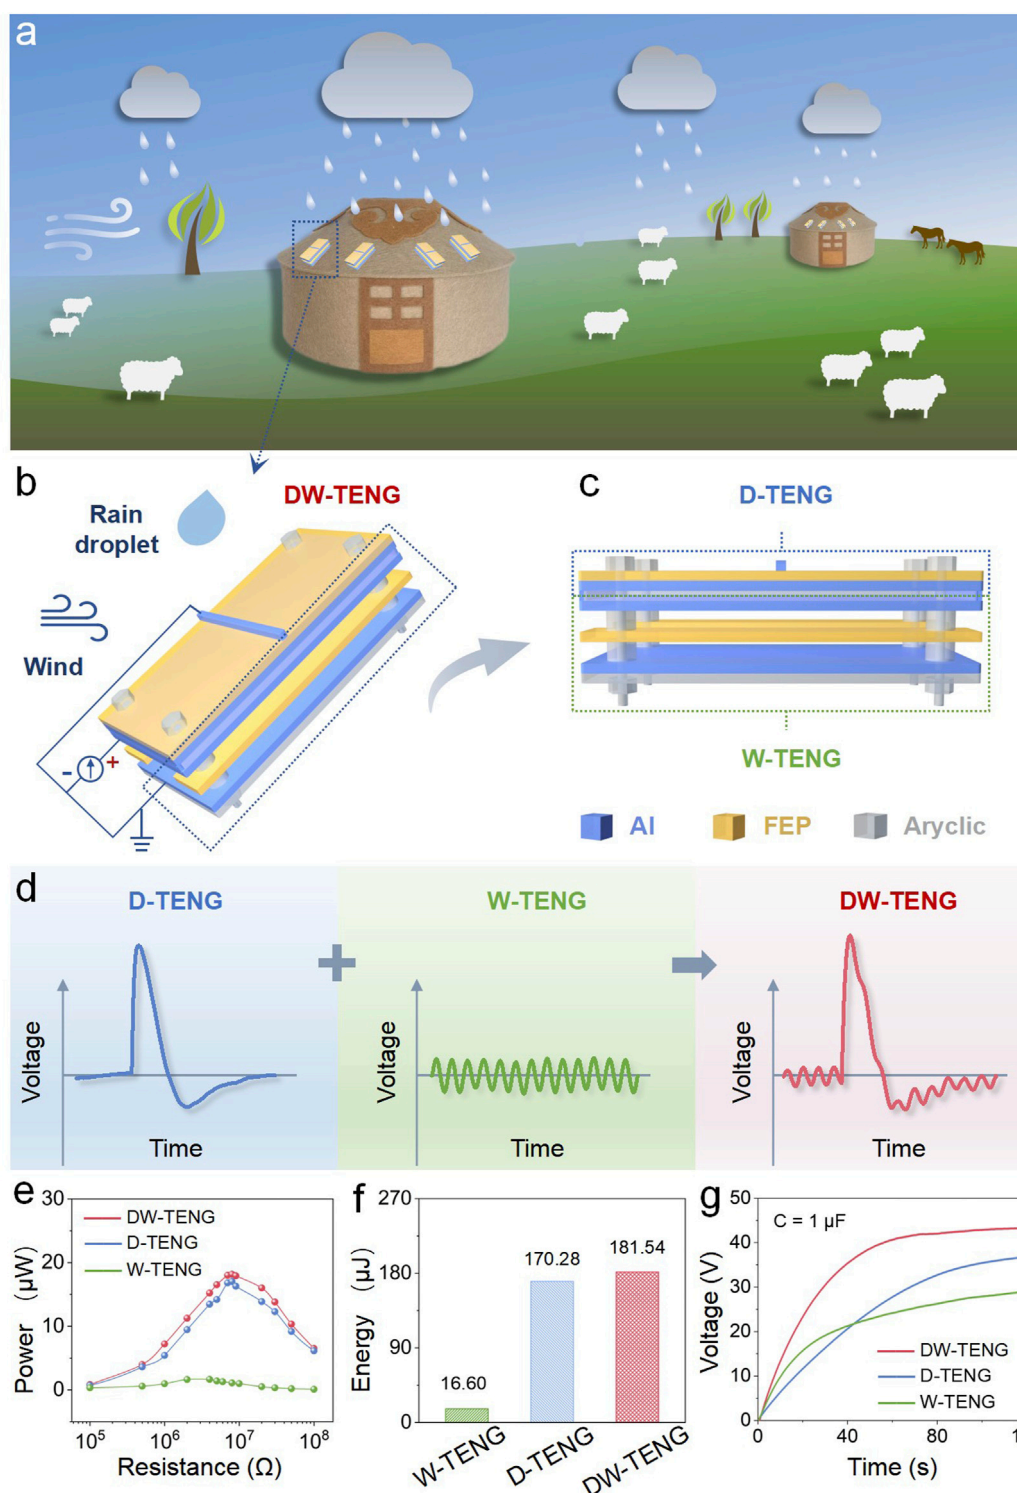 a
b
DW-TENG
Rain
droplet
Wind
-
+
c
D-TENG
W-TENG
Al
FEP
Aryclic
d
D-TENG
W-TENG
DW-TENG
Voltage
Time
Voltage
Time
Voltage
Time
e
30
20
10
0
Power (μW)
DW-TENG
D-TENG
W-TENG
10⁵
10⁶
10⁷
10⁸
Resistance (Ω)
f
270
180
90
0
Energy (μJ)
16.60
170.28
181.54
W-TENG
D-TENG
DW-TENG
g
50
40
30
20
10
0
Voltage (V)
C = 1 μF
DW-TENG
D-TENG
W-TENG
0
40
80
Time (s)